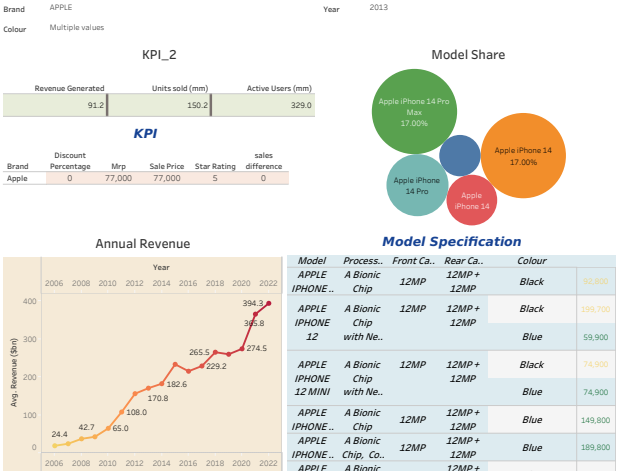 Brand
APPLE
Year
2013
Colour
Multiple values
KPI_2
Revenue Generated
Units sold (mm)
Active Users (mm)
91.2
150.2
329.0
KPI
Brand
Discount Percentage
Mrp
Sale Price
Star Rating
sales difference
Apple
0
77,000
77,000
5
0
Model Share
Apple iPhone 14 Pro
Max
17.00%
Apple iPhone 14
17.00%
Apple iPhone
14 Pro
Apple
iPhone 14
Annual Revenue
Year
2006 2008 2010 2012 2014 2016 2018 2020 2022
Avg. Revenue ($bn)
400
300
200
100
0
394.3
365.8
274.5
265.5
229.2
182.6
170.8
108.0
65.0
42.7
24.4
2006 2008 2010 2012 2014 2016 2018 2020 2022
Model Specification
Model Process.. Front Ca.. Rear Ca.. Colour
APPLE A Bionic 12MP 12MP + Black 59,900
IPHONE .. Chip 12MP
APPLE A Bionic 12MP 12MP + Black 199,700
IPHONE Chip 12MP
12 with Ne.. Blue 59,900
APPLE A Bionic 12MP 12MP + Black 74,900
IPHONE Chip 12MP
12 MINI with Ne.. Blue 74,900
APPLE A Bionic 12MP 12MP + Blue 149,800
IPHONE .. Chip 12MP
APPLE A Bionic 12MP 12MP + Blue 189,800
IPHONE .. Chip, Co.. 12MP
APPLE A Bionic 12MP +